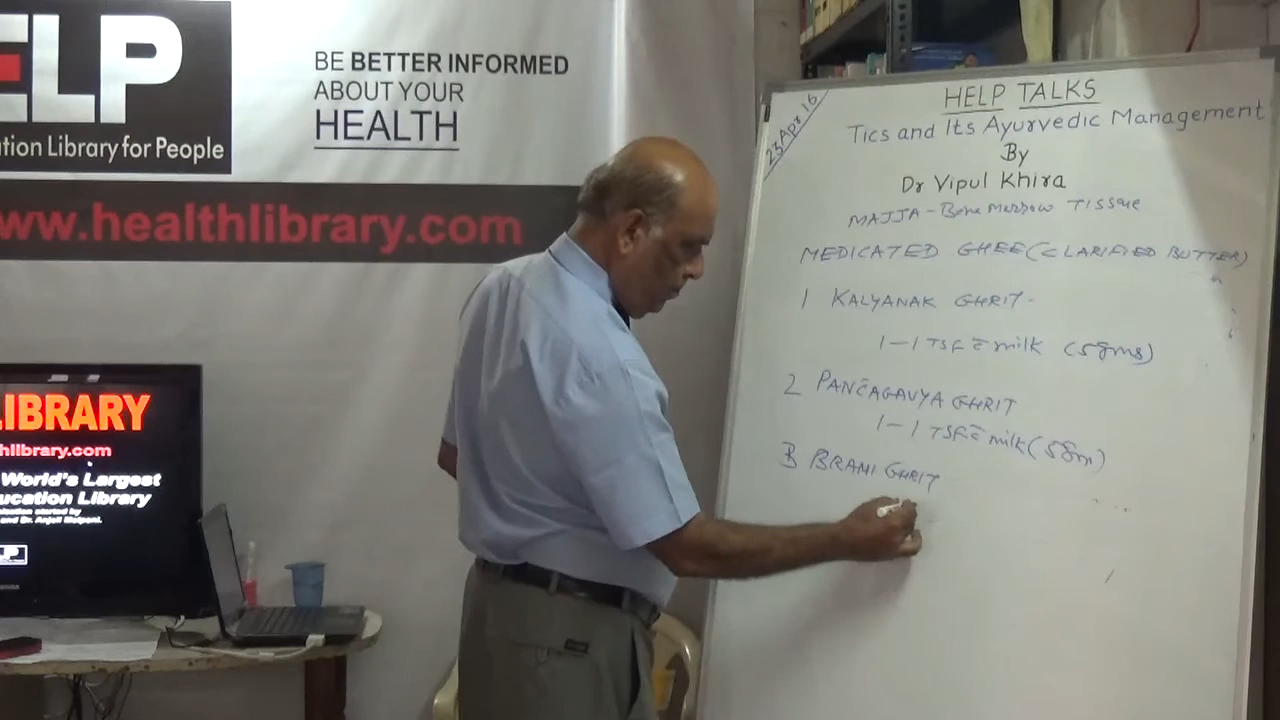 ELP
tion Library for People
BE BETTER INFORMED
ABOUT YOUR
HEALTH
ww.healthlibrary.com
LIBRARY
hlibrary.com
World's Largest
ucation Library
23 Apr 16
HELP TALKS
Tics and Its Ayurvedic Management
By
Dr Vipul Khira
MAJJA - Bone Marrow TISSUE
MEDICATED GHEE (CLARIFIED BUTTER)
1 KALYANAK GHRIT-
1-1 TSF c̄ milk (5gms)
2 PANCAGAVYA GHRIT
1-1 TSF c̄ milk (5gm)
3 BRAMI GHRIT